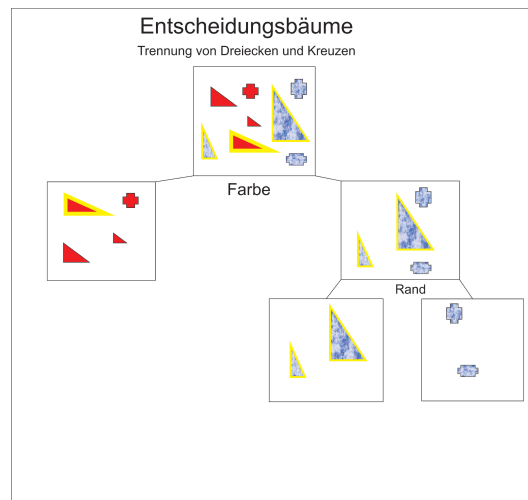 Entscheidungsbäume
Trennung von Dreiecken und Kreuzen
Farbe
Rand